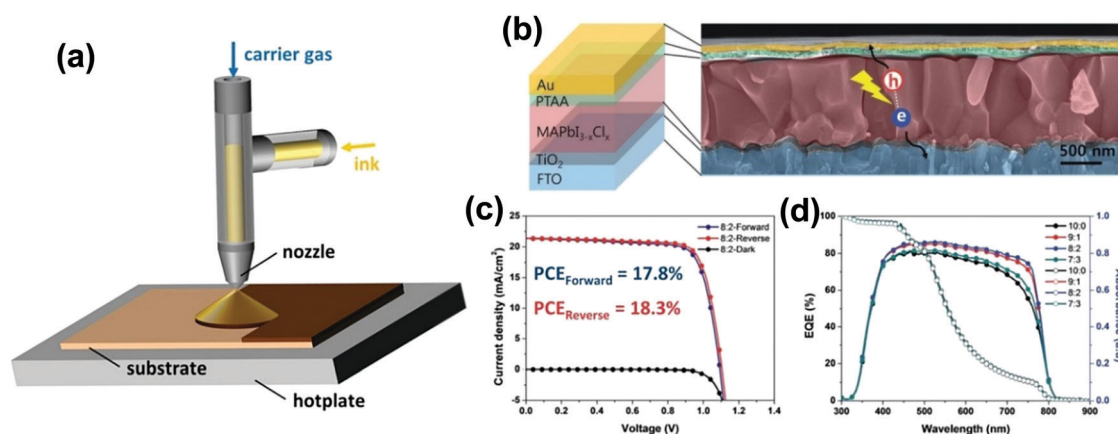 (a)
carrier gas
ink
nozzle
substrate
hotplate
(b)
Au
PTAA
MAPbI₃₋ₓClₓ
TiO₂
FTO
h
e
500 nm
(c)
Current density (mA/cm²)
25
20
15
10
5
0
-5
8:2-Forward
8:2-Reverse
8:2-Dark
PCE_Forward = 17.8%
PCE_Reverse = 18.3%
0.0 0.2 0.4 0.6 0.8 1.0 1.2 1.4
Voltage (V)
(d)
EQE (%)
100
80
60
40
20
0
10:0
9:1
8:2
7:3
10:0
9:1
8:2
7:3
1.0
0.8
0.6
0.4
0.2
0.0
300 400 500 600 700 800 900
Wavelength (nm)